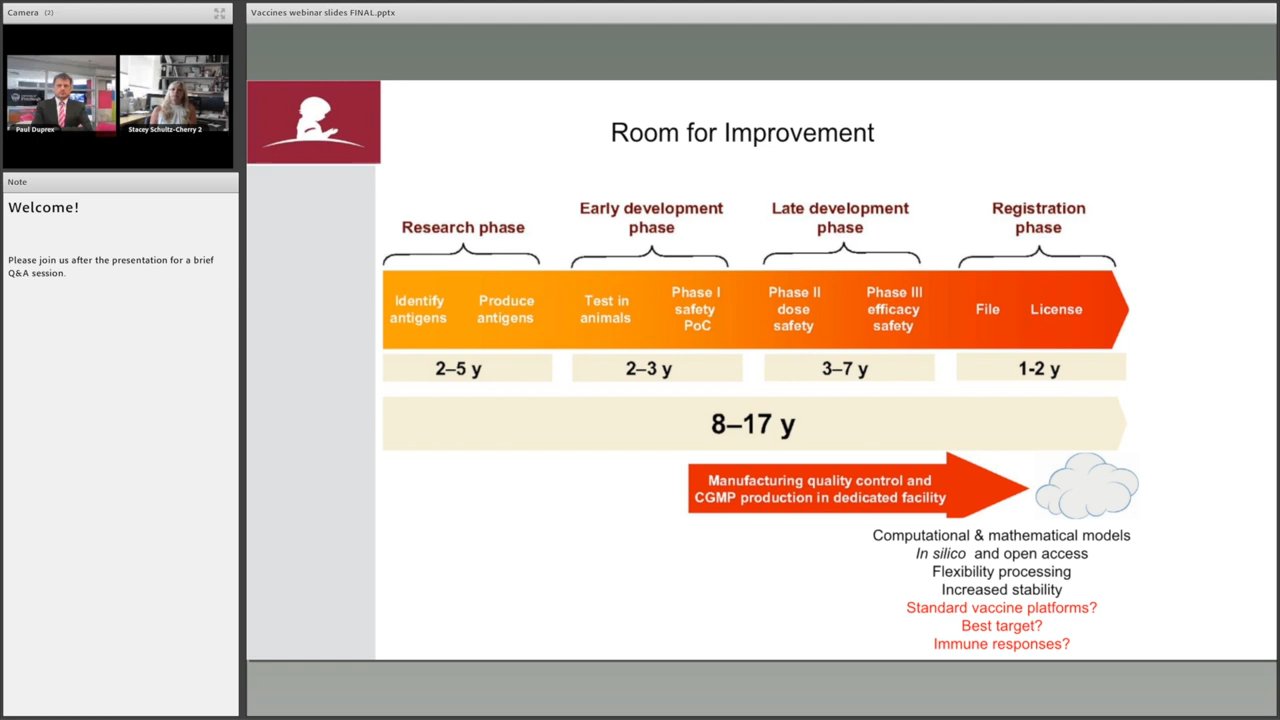 Camera (2)
Paul Duprex
Stacey Schultz-Cherry 2
Note
Welcome!
Please join us after the presentation for a brief
Q&A session.
Vaccines webinar slides FINAL.pptx
Room for Improvement
Research phase
Early development
phase
Late development
phase
Registration
phase
Identify
antigens
Produce
antigens
Test in
animals
Phase I
safety
PoC
Phase II
dose
safety
Phase III
efficacy
safety
File
License
2–5 y
2–3 y
3–7 y
1-2 y
8–17 y
Manufacturing quality control and
CGMP production in dedicated facility
Computational & mathematical models
In silico and open access
Flexibility processing
Increased stability
Standard vaccine platforms?
Best target?
Immune responses?